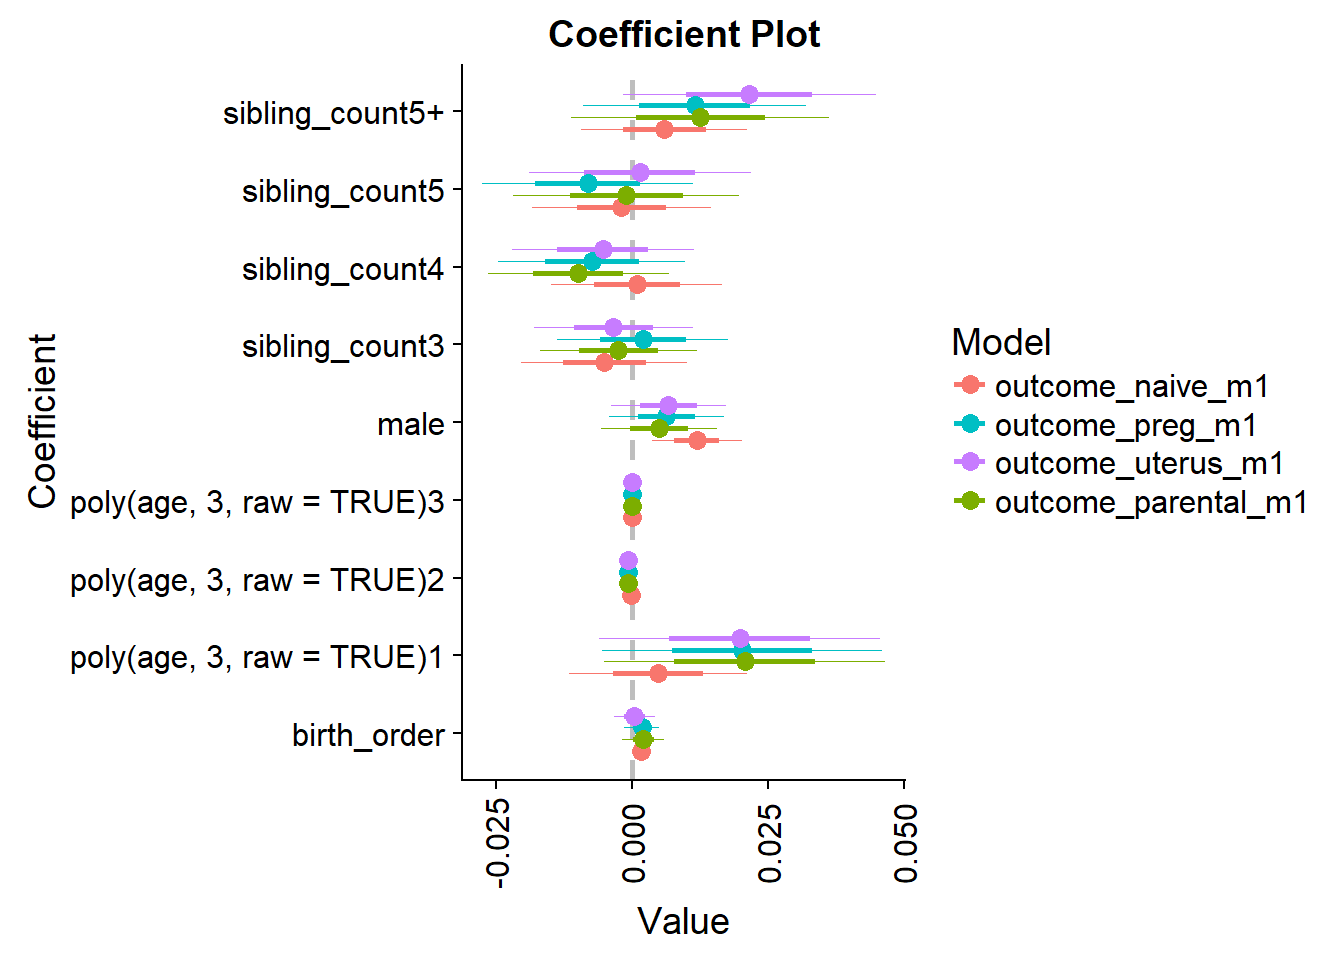 Coefficient Plot
Coefficient
sibling_count5+
sibling_count5
sibling_count4
sibling_count3
male
poly(age, 3, raw = TRUE)3
poly(age, 3, raw = TRUE)2
poly(age, 3, raw = TRUE)1
birth_order
-0.025
0.000
0.025
0.050
Value
Model
outcome_naive_m1
outcome_preg_m1
outcome_uterus_m1
outcome_parental_m1